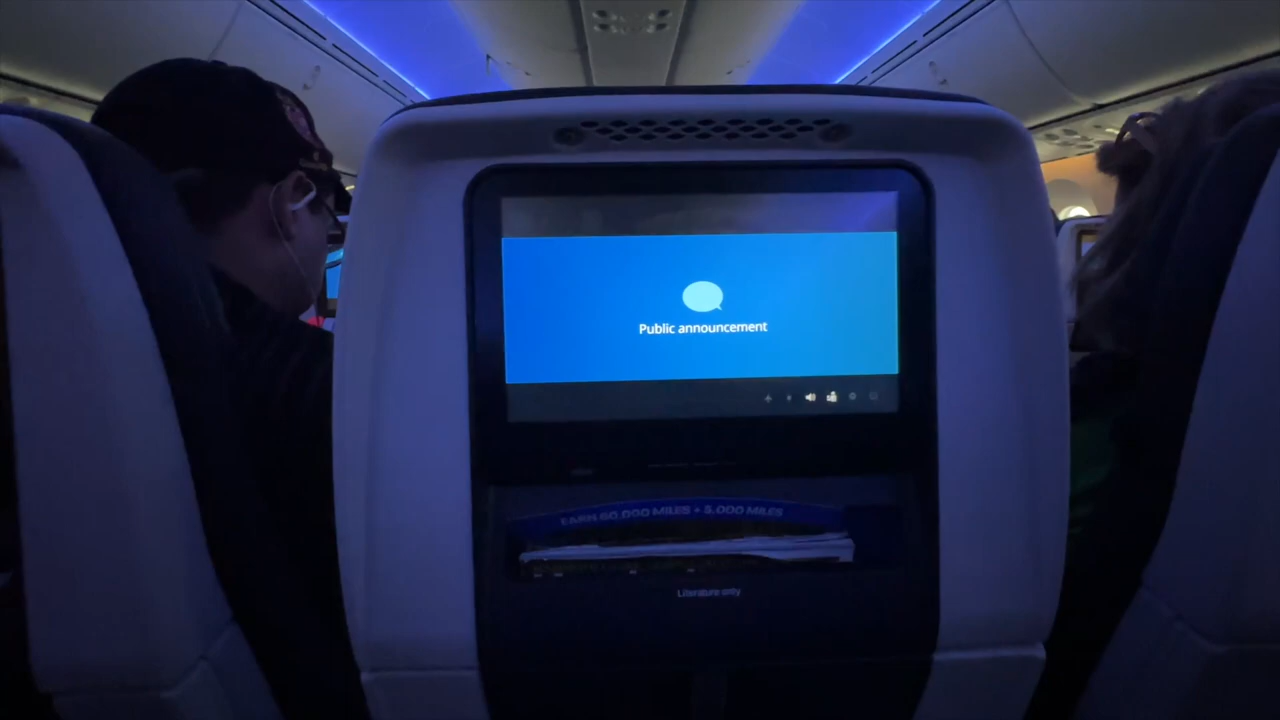 Public announcement
EARN 60,000 MILES + 5,000 MILES
Literature only